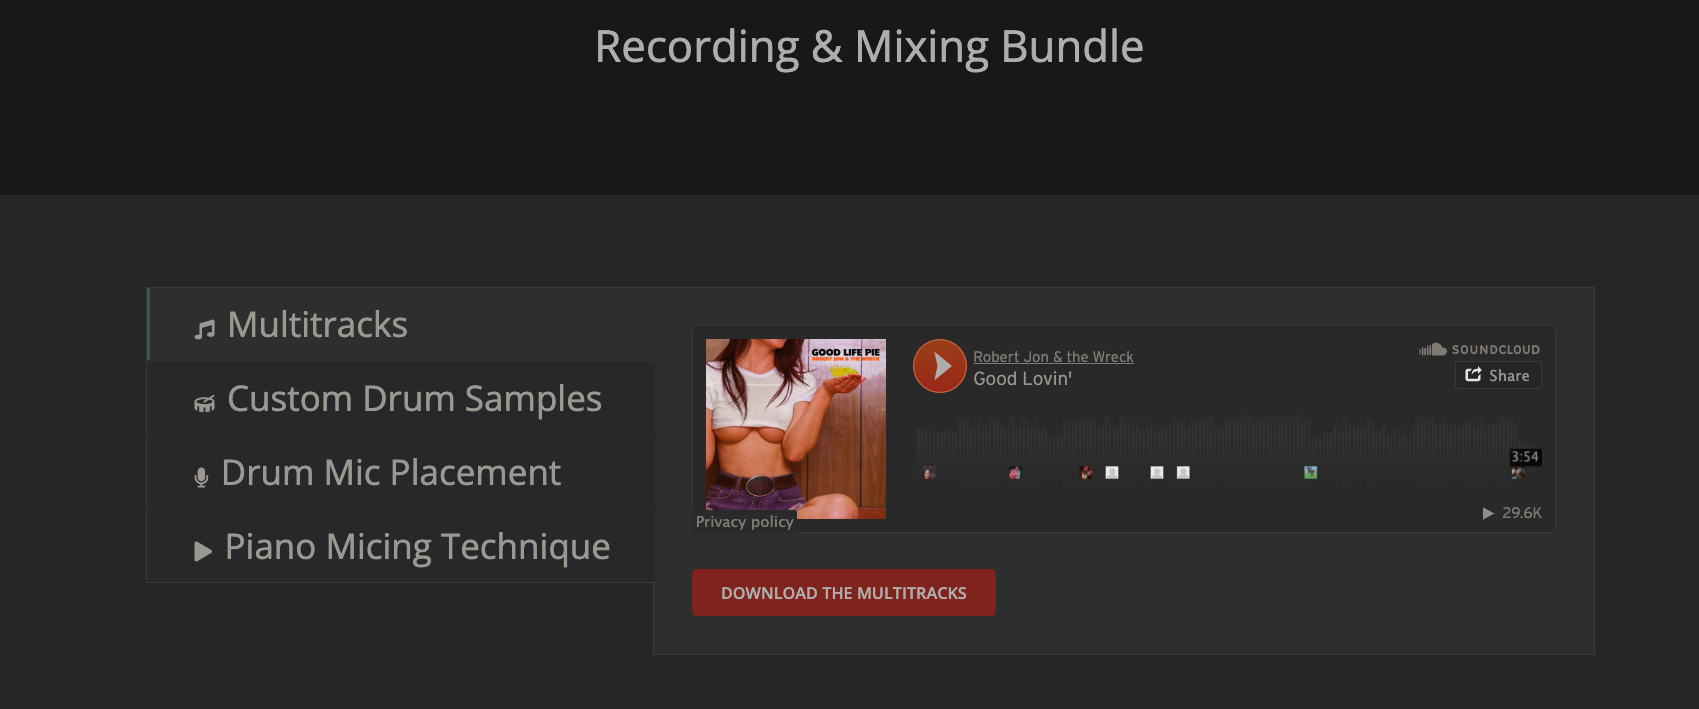 Recording & Mixing Bundle
Multitracks
Custom Drum Samples
Drum Mic Placement
Piano Micing Technique
GOOD LIFE PIE
ROBERT JON & THE WRECK
Privacy policy
Robert Jon & the Wreck
Good Lovin'
SOUNDCLOUD
Share
3:54
29.6K
DOWNLOAD THE MULTITRACKS